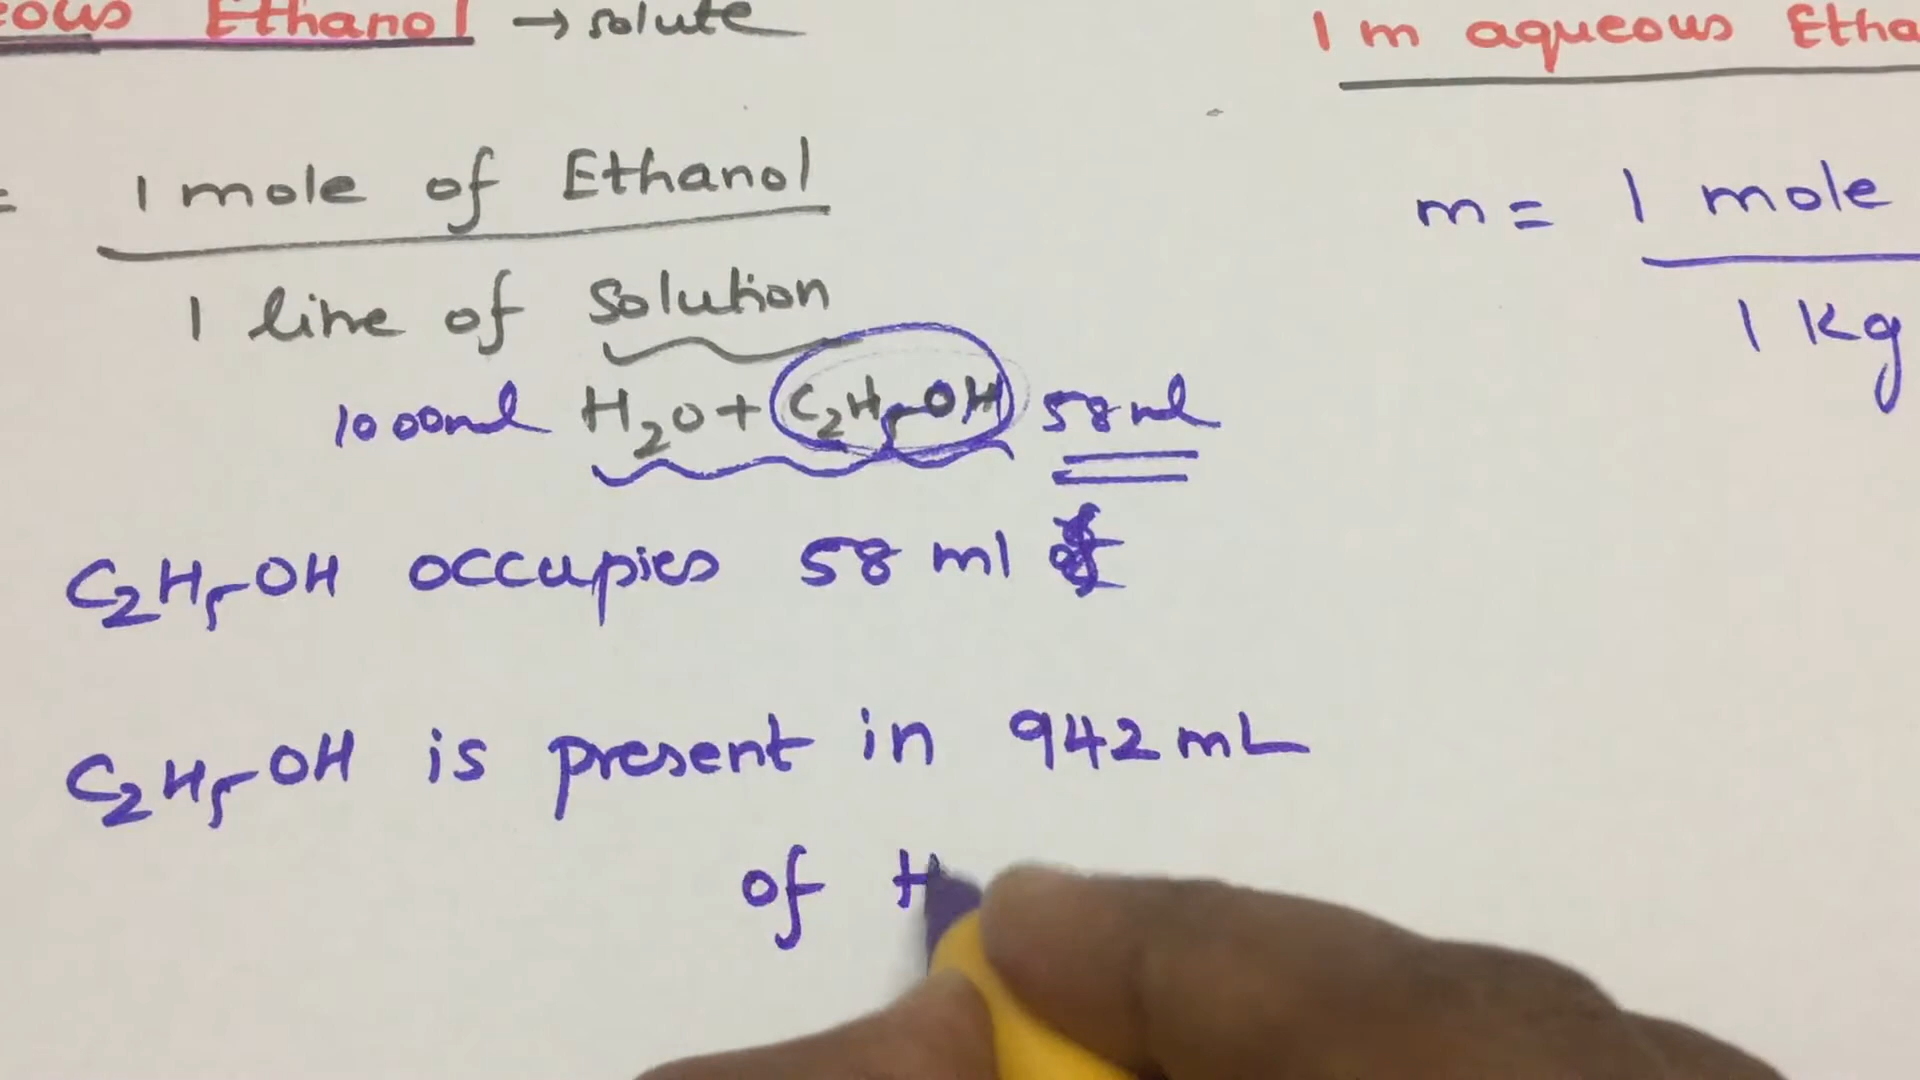 eous Ethanol → solute
= 1 mole of Ethanol
1 litre of solution
1000ml H₂O + C₂H₅OH 58ml
C₂H₅OH occupies 58 ml
C₂H₅OH is present in 942 mL
of H
1 m aqueous Etha
m = 1 mole
1 kg